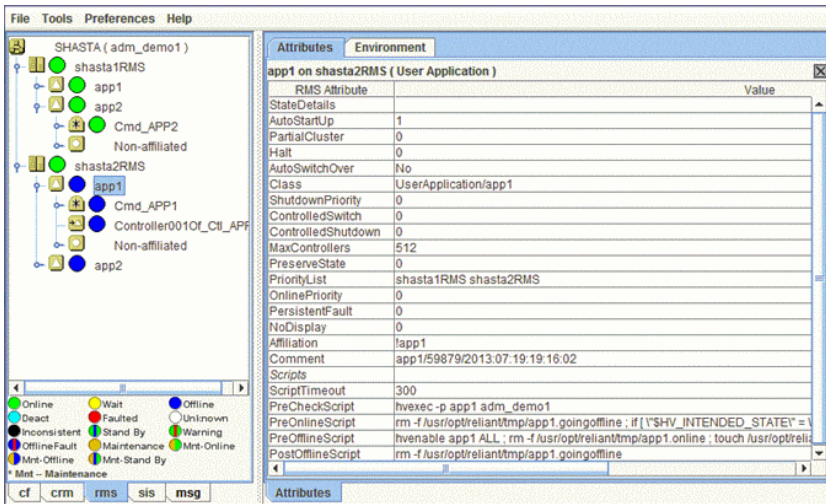 File Tools Preferences Help
SHASTA ( adm_demo1 )
shasta1RMS
app1
app2
Cmd_APP2
Non-affiliated
shasta2RMS
app1
Cmd_APP1
Controller001Of_Ctl_APF
Non-affiliated
app2
Online Wait Offline
Deact Faulted Unknown
Inconsistent Stand By Warning
OfflineFault Maintenance Mnt-Online
Mnt-Offline Mnt-Stand By
* Mnt -- Maintenance
cf crm rms sis msg
Attributes Environment
app1 on shasta2RMS ( User Application )
RMS Attribute Value
StateDetails
AutoStartUp 1
PartialCluster 0
Halt 0
AutoSwitchOver No
Class UserApplication/app1
ShutdownPriority 0
ControlledSwitch 0
ControlledShutdown 0
MaxControllers 512
PreserveState 0
PriorityList shasta1RMS shasta2RMS
OnlinePriority 0
PersistentFault 0
NoDisplay 0
Affiliation !app1
Comment app1/59879/2013:07:19:19:16:02
Scripts
ScriptTimeout 300
PreCheckScript hvexec -p app1 adm_demo1
PreOnlineScript rm -f /usr/opt/reliant/tmp/app1.goingoffline ; if [ \"$HV_INTENDED_STATE\" = \
PreOfflineScript hvenable app1 ALL ; rm -f /usr/opt/reliant/tmp/app1.online ; touch /usr/opt/relia
PostOfflineScript rm -f /usr/opt/reliant/tmp/app1.goingoffline
Attributes